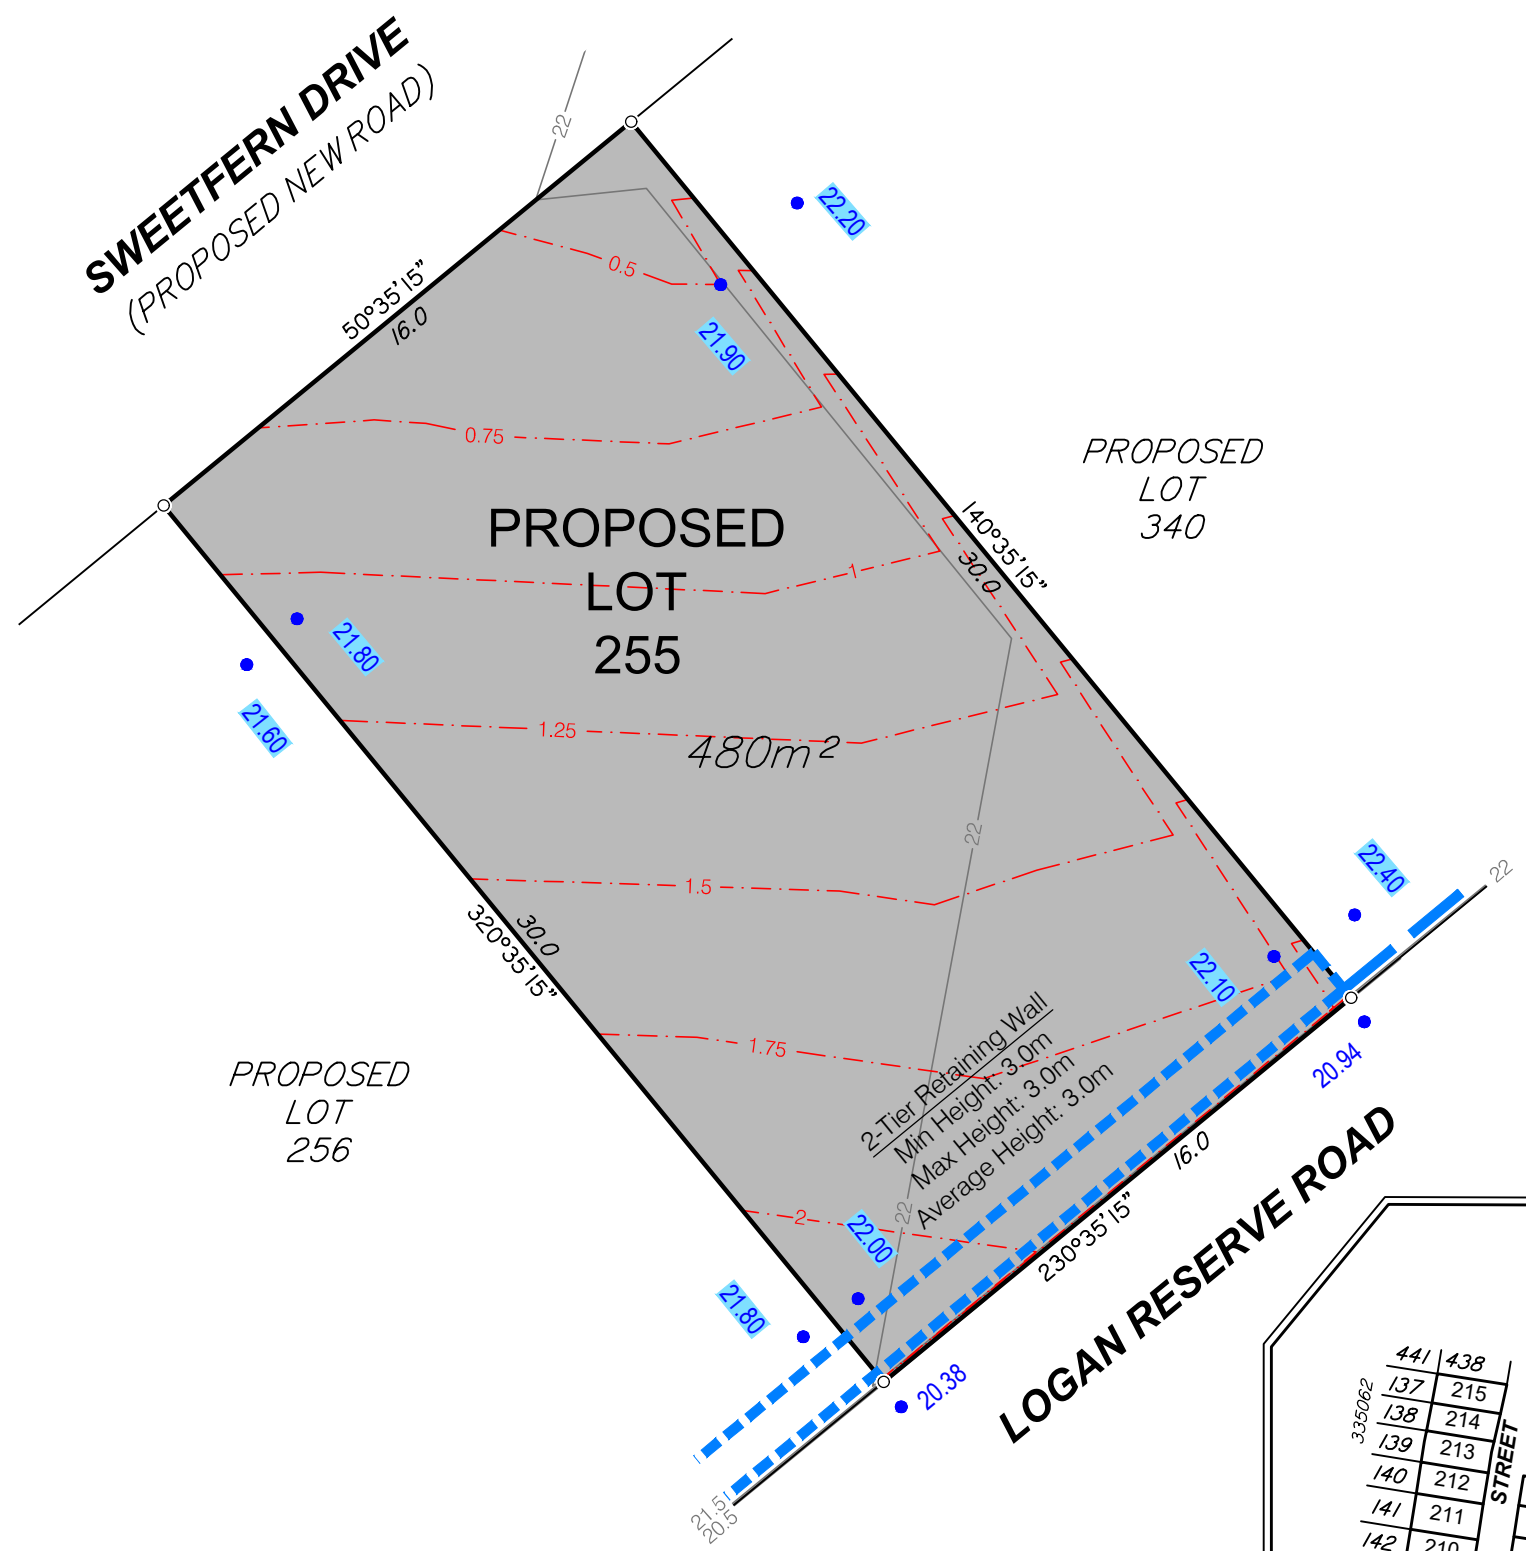 SWEETFERN DRIVE
(PROPOSED NEW ROAD)
22
22.20
50°35'15"
16.0
0.5
21.90
0.75
PROPOSED
LOT
340
140°35'15"
30.0
PROPOSED
LOT
255
1
21.80
21.60
1.25
480m²
22
1.5
22.40
22
30.0
320°35'15"
22.10
1.75
2-Tier Retaining Wall
Min Height: 3.0m
Max Height: 3.0m
Average Height: 3.0m
20.94
PROPOSED
LOT
256
16.0
230°35'15"
LOGAN RESERVE ROAD
2
22
22.00
21.80
20.38
21.5
20.5
441 438
137 215
138 214
139 213
140 212
141 211
142 210
335062
STREET